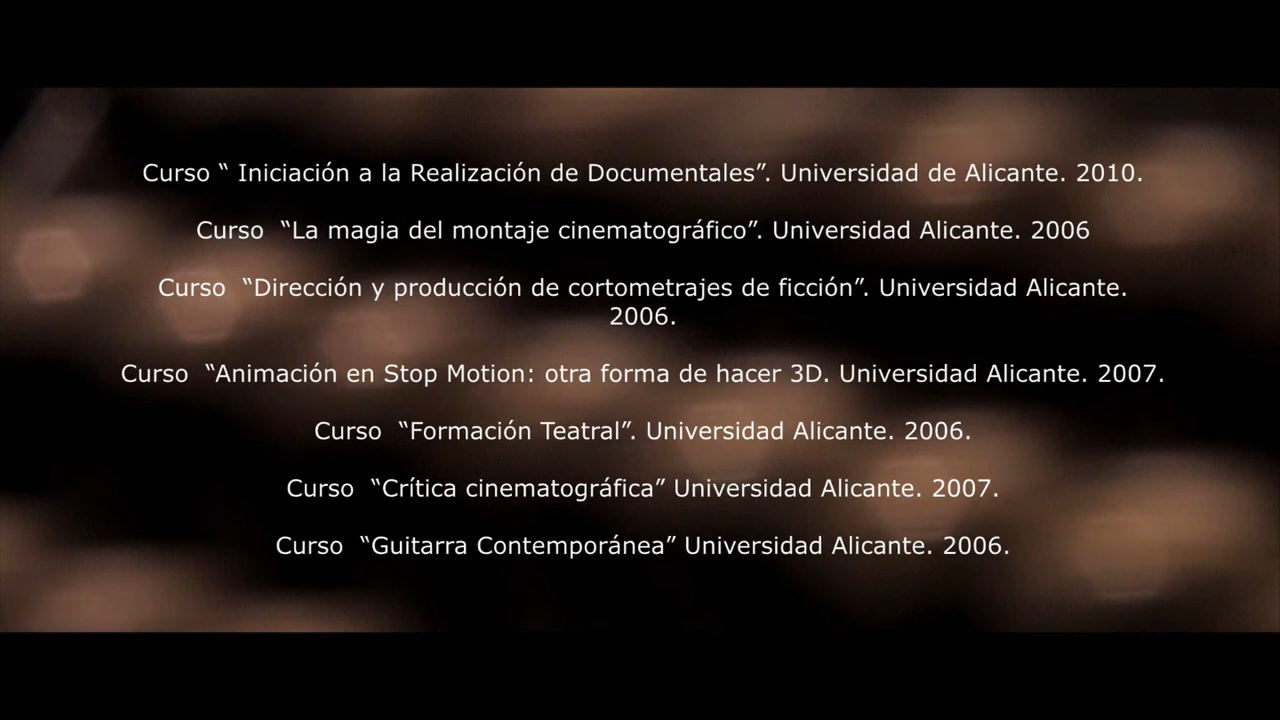 Curso “ Iniciación a la Realización de Documentales”. Universidad de Alicante. 2010.
Curso  “La magia del montaje cinematográfico”. Universidad Alicante. 2006
Curso  “Dirección y producción de cortometrajes de ficción”. Universidad Alicante.
2006.
Curso  “Animación en Stop Motion: otra forma de hacer 3D. Universidad Alicante. 2007.
Curso  “Formación Teatral”. Universidad Alicante. 2006.
Curso  “Crítica cinematográfica” Universidad Alicante. 2007.
Curso  “Guitarra Contemporánea” Universidad Alicante. 2006.